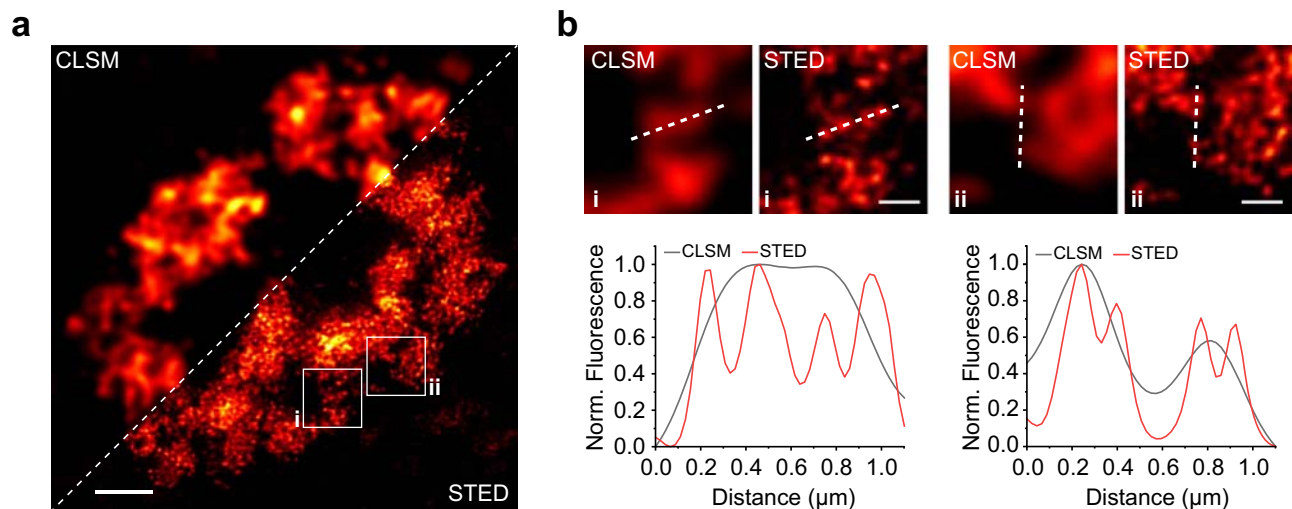 a
CLSM
i
ii
STED
b
CLSM
STED
CLSM
STED
i
i
ii
ii
CLSM STED
1.0
0.8
0.6
0.4
0.2
0.0
Norm. Fluorescence
0.0 0.2 0.4 0.6 0.8 1.0
Distance (µm)
CLSM STED
1.0
0.8
0.6
0.4
0.2
0.0
Norm. Fluorescence
0.0 0.2 0.4 0.6 0.8 1.0
Distance (µm)